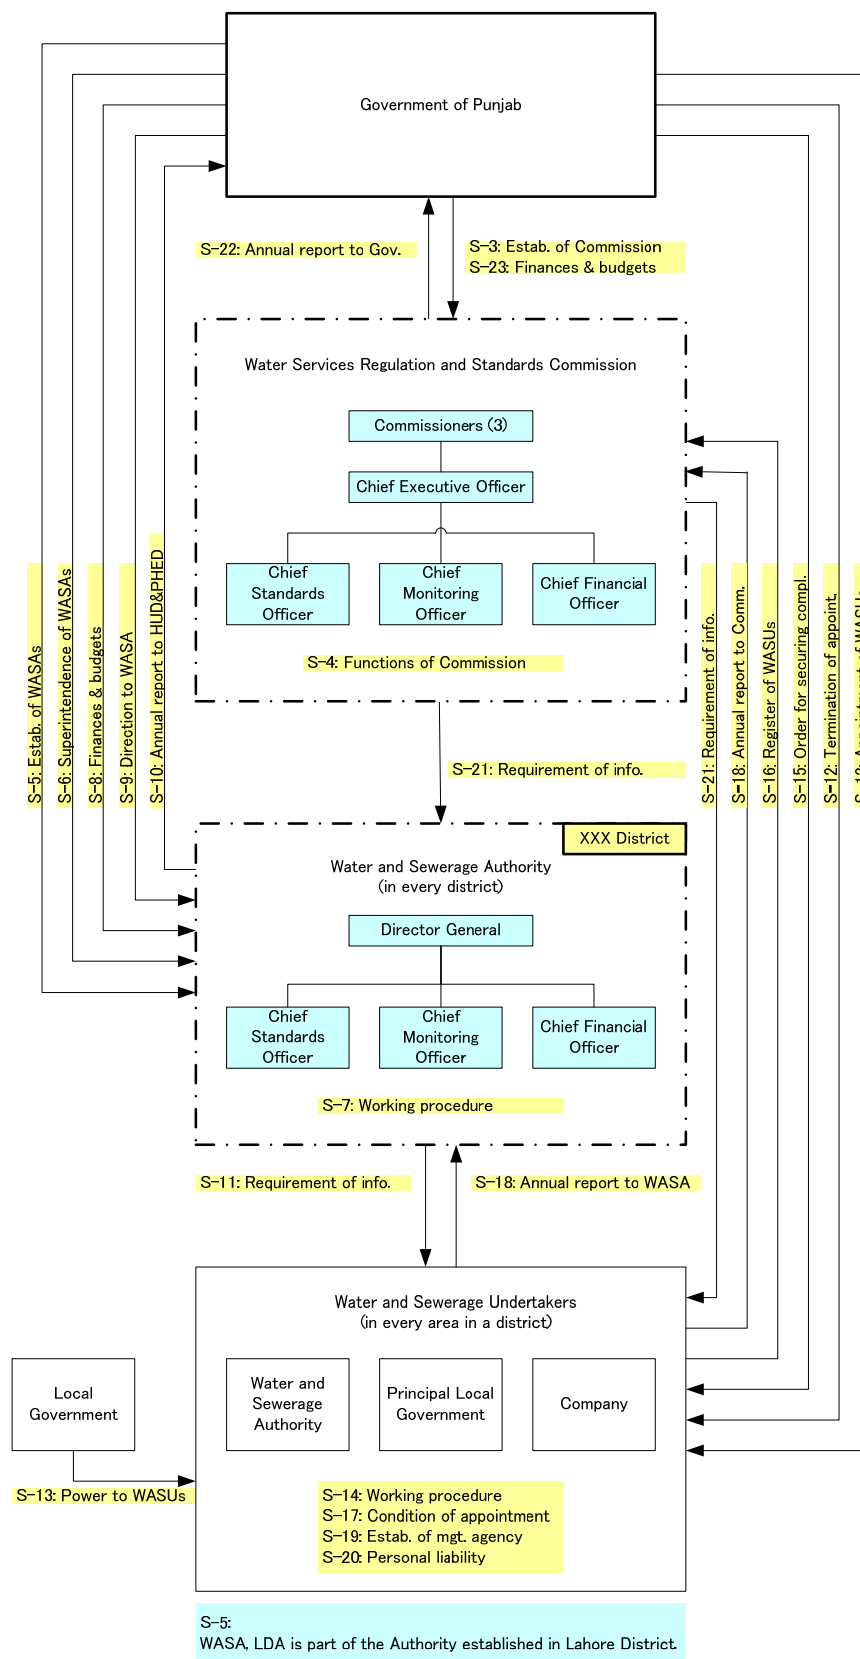 Government of Punjab
S-22: Annual report to Gov.
S-3: Estab. of Commission
S-23: Finances & budgets
Water Services Regulation and Standards Commission
Commissioners (3)
Chief Executive Officer
Chief
Standards
Officer
Chief
Monitoring
Officer
Chief Financial
Officer
S-4: Functions of Commission
S-5: Estab. of WASAs
S-6: Superintendence of WASAs
S-8: Finances & budgets
S-9: Direction to WASA
S-10: Annual report to HUD&PHED
S-21: Requirement of info.
S-21: Requirement of info.
S-18: Annual report to Comm.
S-16: Register of WASUs
S-15: Order for securing compl.
S-12: Termination of appoint.
XXX District
Water and Sewerage Authority
(in every district)
Director General
Chief
Standards
Officer
Chief
Monitoring
Officer
Chief Financial
Officer
S-7: Working procedure
S-11: Requirement of info.
S-18: Annual report to WASA
Water and Sewerage Undertakers
(in every area in a district)
Local
Government
Water and
Sewerage
Authority
Principal Local
Government
Company
S-13: Power to WASUs
S-14: Working procedure
S-17: Condition of appointment
S-19: Estab. of mgt. agency
S-20: Personal liability
S-5:
WASA, LDA is part of the Authority established in Lahore District.